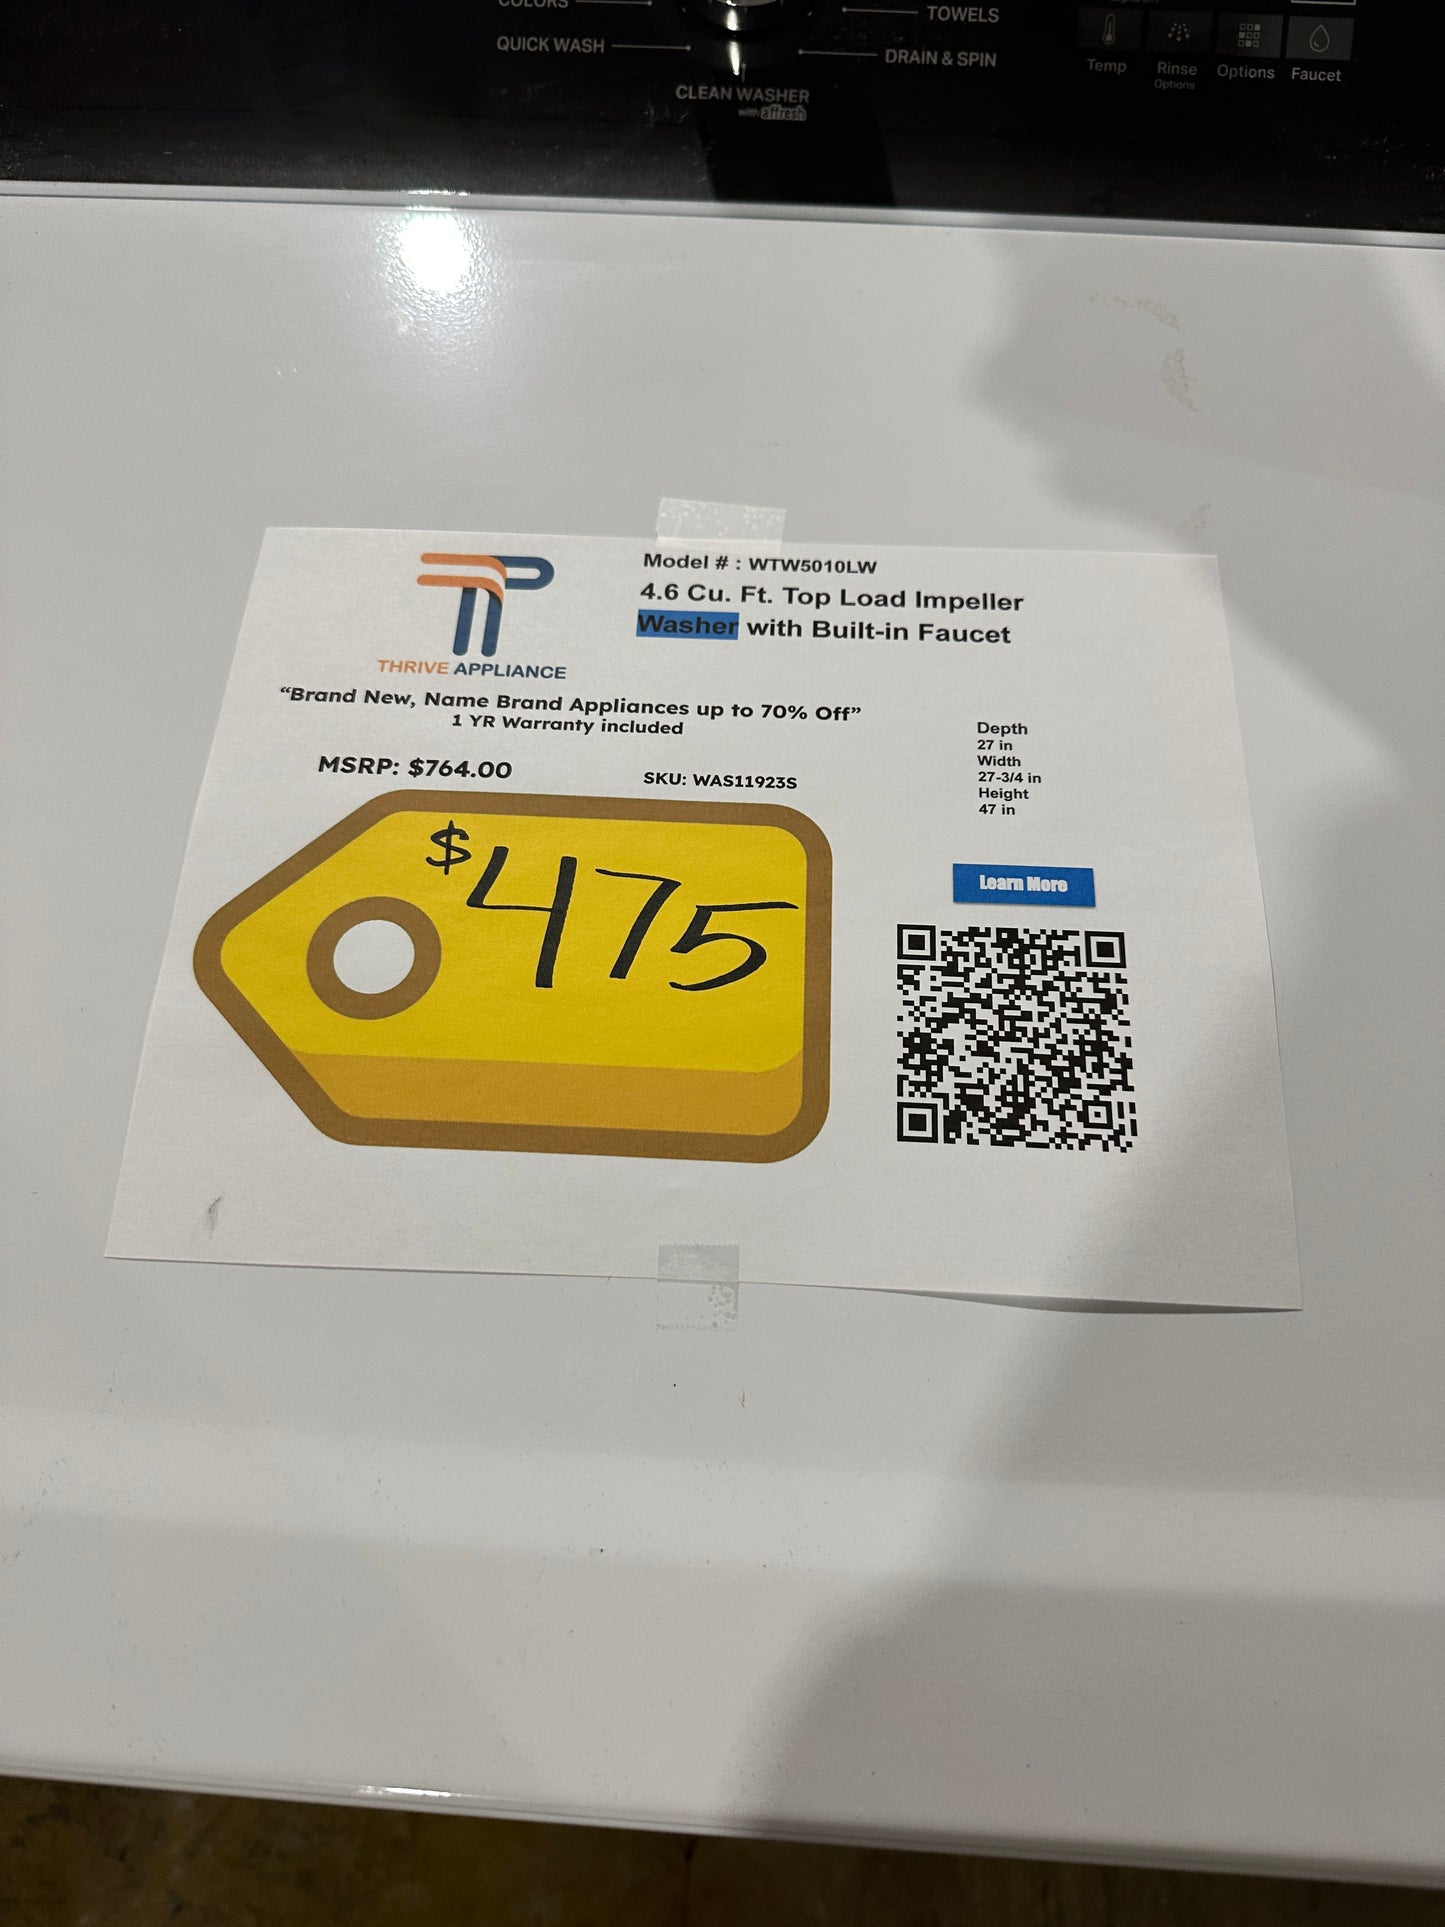 COLORS
TOWELS
QUICK WASH
DRAIN & SPIN
CLEAN WASHER
with affresh
Temp
Rinse
Options
Options
Faucet
Model # : WTW5010LW
4.6 Cu. Ft. Top Load Impeller
Washer with Built-in Faucet
THRIVE APPLIANCE
“Brand New, Name Brand Appliances up to 70% Off”
1 YR Warranty included
MSRP: $764.00
SKU: WAS11923S
Depth
27 in
Width
27-3/4 in
Height
47 in
$475
Learn More